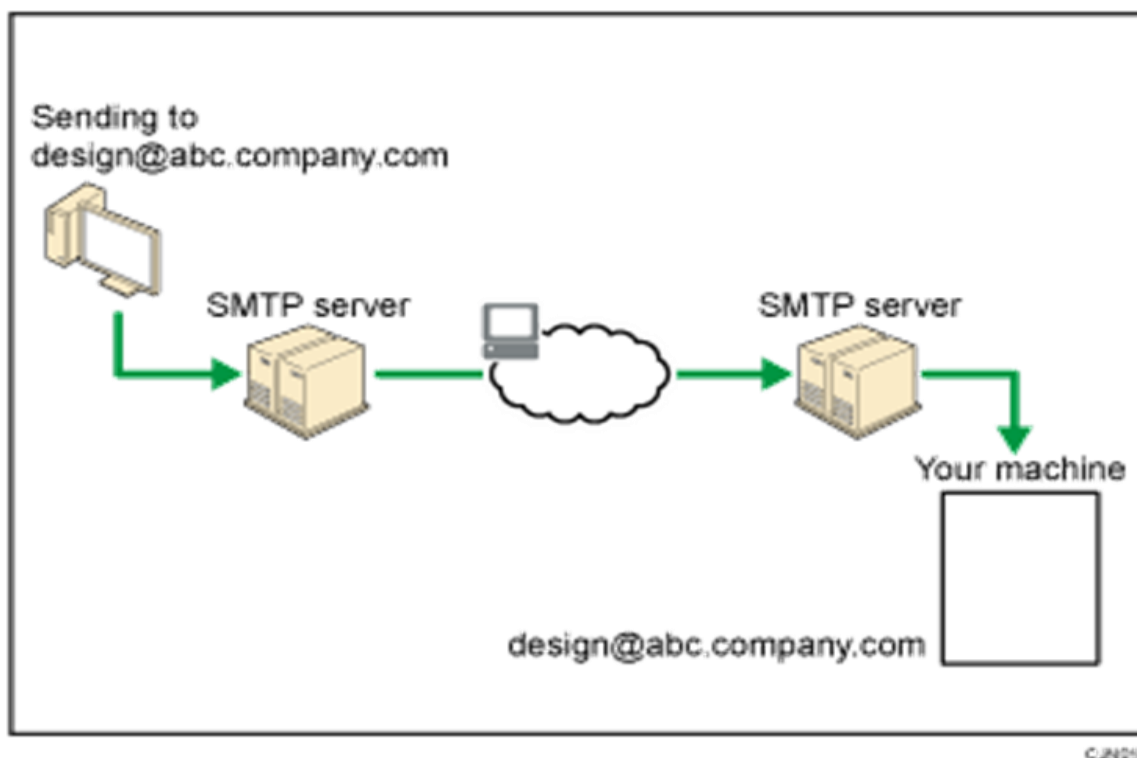 Sending to
design@abc.company.com
SMTP server
SMTP server
Your machine
design@abc.company.com